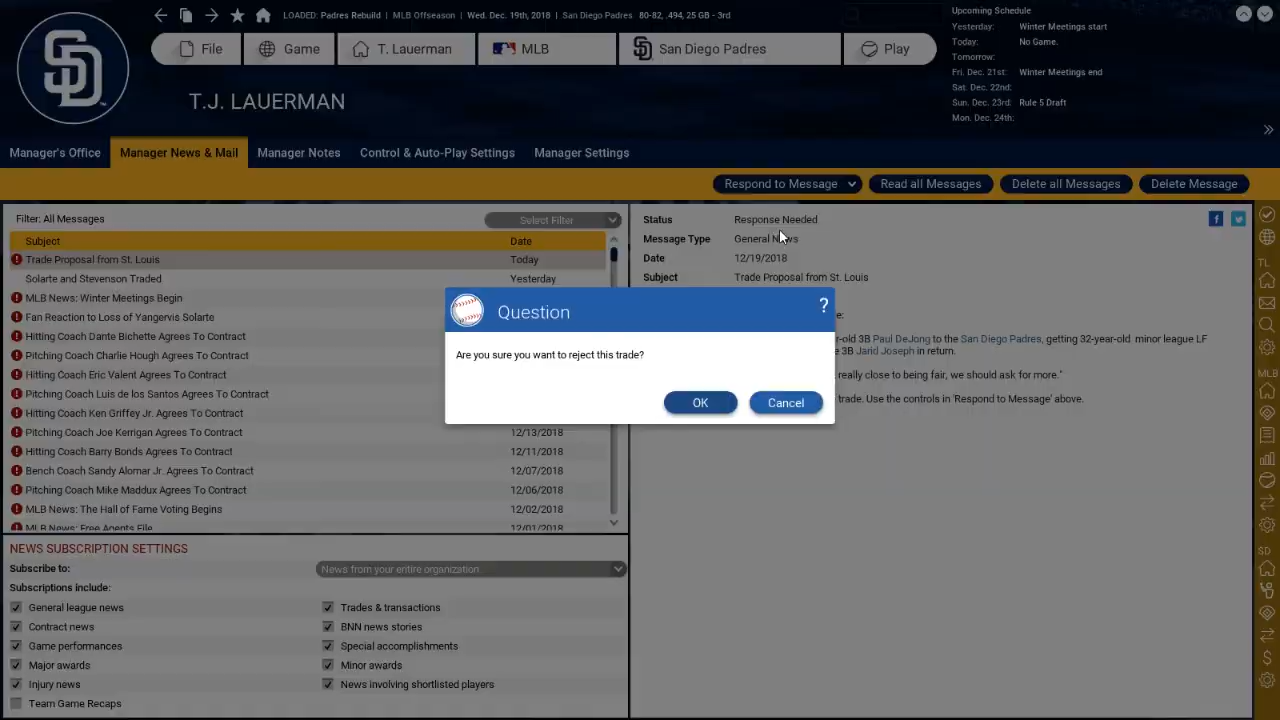 LOADED: Padres Rebuild | MLB Offseason | Wed. Dec. 19th, 2018 | San Diego Padres 80-82, .494, 25 GB - 3rd
Upcoming Schedule
Yesterday: Winter Meetings start
Today: No Game.
Tomorrow:
Fri. Dec. 21st: Winter Meetings end
Sat. Dec. 22nd:
Sun. Dec. 23rd: Rule 5 Draft
Mon. Dec. 24th:
File Game T. Lauerman MLB San Diego Padres Play
SD
T.J. LAUERMAN
Manager's Office Manager News & Mail Manager Notes Control & Auto-Play Settings Manager Settings
Respond to Message Read all Messages Delete all Messages Delete Message
Filter: All Messages Select Filter
Subject Date
Trade Proposal from St. Louis Today
Solarte and Stevenson Traded Yesterday
MLB News: Winter Meetings Begin
Fan Reaction to Loss of Yangervis Solarte
Hitting Coach Dante Bichette Agrees To Contract
Pitching Coach Charlie Hough Agrees To Contract
Hitting Coach Eric Valent Agrees To Contract
Pitching Coach Luis de los Santos Agrees To Contract
Hitting Coach Ken Griffey Jr. Agrees To Contract
Pitching Coach Joe Kerrigan Agrees To Contract 12/13/2018
Hitting Coach Barry Bonds Agrees To Contract 12/11/2018
Bench Coach Sandy Alomar Jr. Agrees To Contract 12/07/2018
Pitching Coach Mike Maddux Agrees To Contract 12/06/2018
MLB News: The Hall of Fame Voting Begins 12/02/2018
MLB News: Free Agents File 12/01/2018
Status Response Needed
Message Type General News
Date 12/19/2018
Subject Trade Proposal from St. Louis
e:
r-old 3B Paul DeJong to the San Diego Padres, getting 32-year-old minor league LF
e 3B Jarid Joseph in return.
really close to being fair, we should ask for more."
trade. Use the controls in 'Respond to Message' above.
Question ?
Are you sure you want to reject this trade?
OK Cancel
NEWS SUBSCRIPTION SETTINGS
Subscribe to: News from your entire organization
Subscriptions include:
General league news Trades & transactions
Contract news BNN news stories
Game performances Special accomplishments
Major awards Minor awards
Injury news News involving shortlisted players
Team Game Recaps
TL
MLB
SD